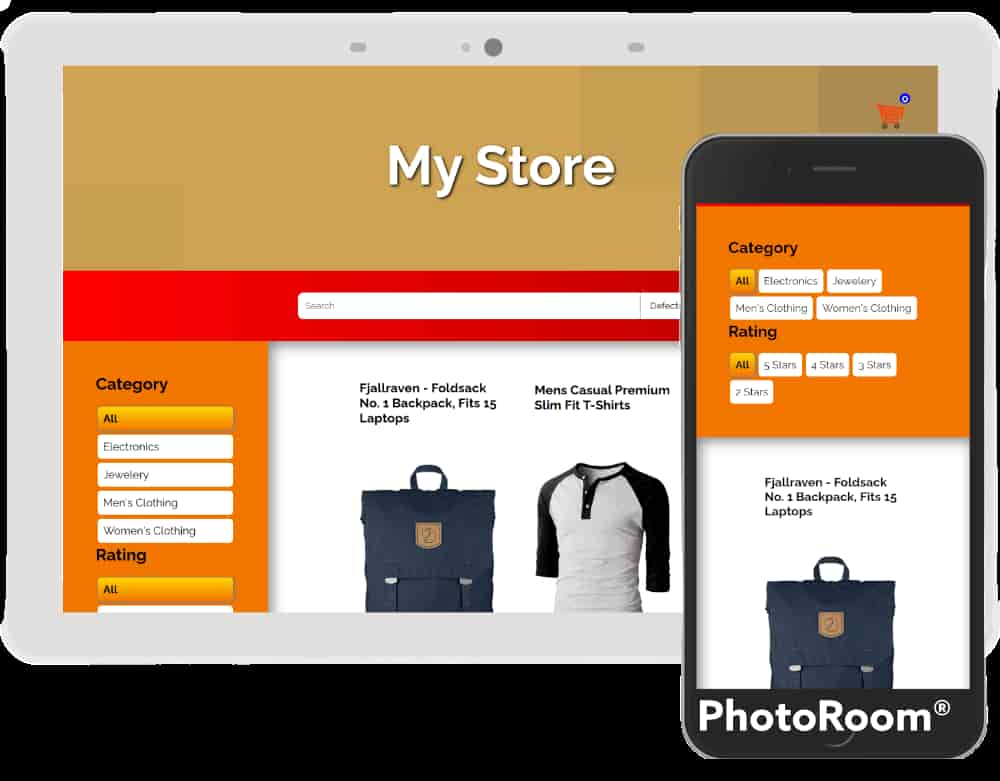 0
My Store
Search
Category
All
Electronics
Jewelery
Men's Clothing
Women's Clothing
Rating
All
Fjallraven - Foldsack
No. 1 Backpack, Fits 15
Laptops
Mens Casual Premium
Slim Fit T-Shirts
2
Category
All Electronics Jewelery
Men's Clothing Women's Clothing
Rating
All 5 Stars 4 Stars 3 Stars
2 Stars
Fjallraven - Foldsack
No. 1 Backpack, Fits 15
Laptops
2
PhotoRoom®